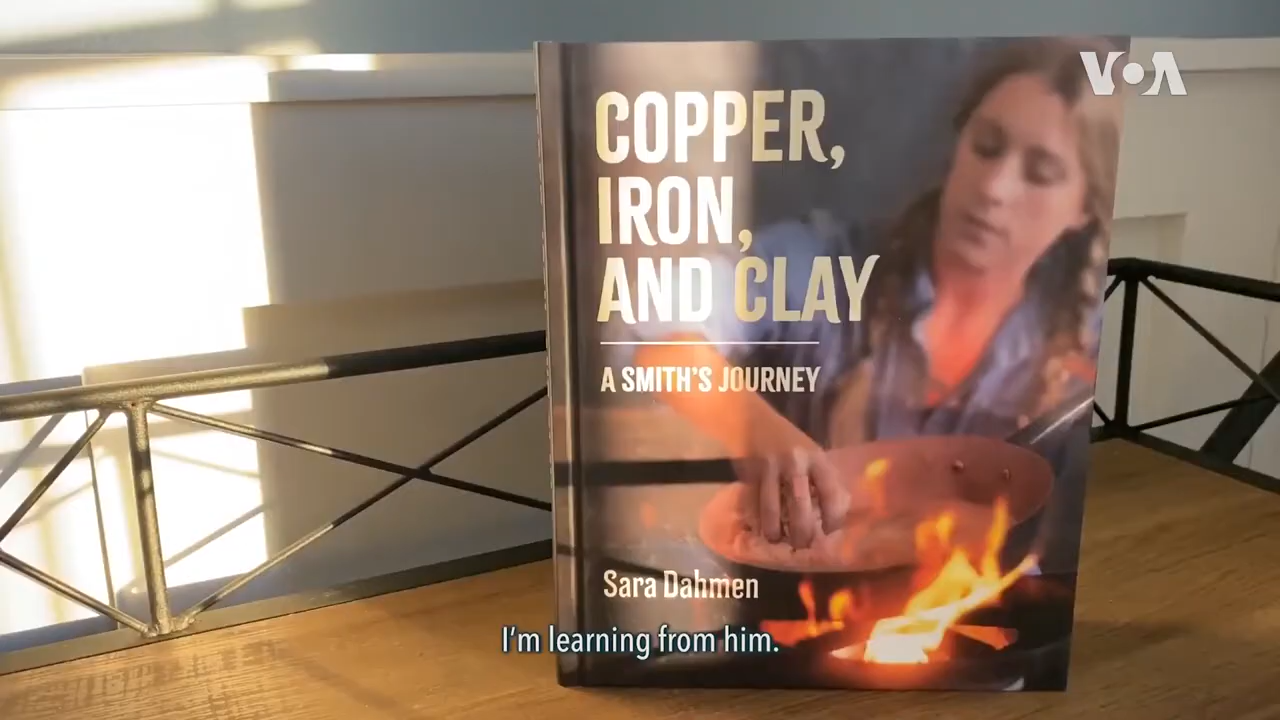 VOA
COPPER,
IRON,
AND CLAY
A SMITH'S JOURNEY
Sara Dahmen
I'm learning from him.